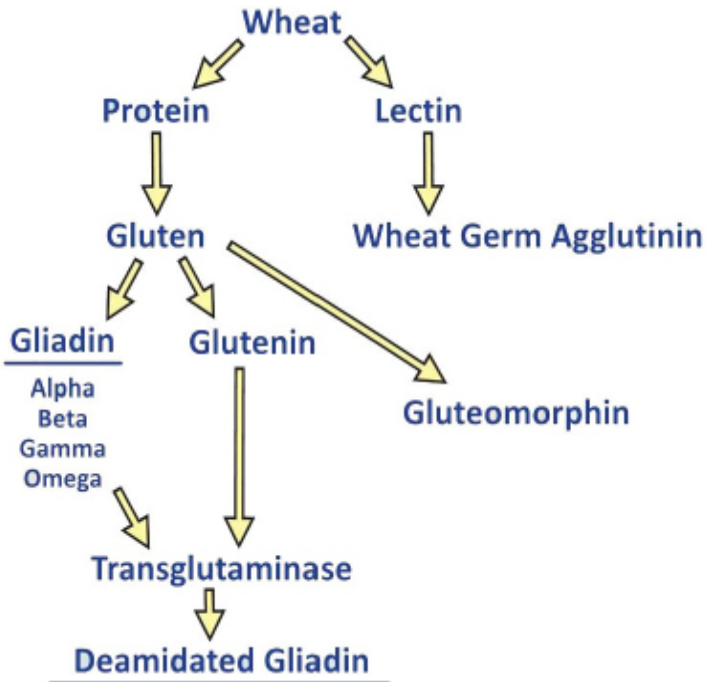 Wheat
Protein Lectin
Gluten Wheat Germ Agglutinin
Gliadin Glutenin
Alpha
Beta
Gluteomorphin
Gamma
Omega
Transglutaminase
Deamidated Gliadin